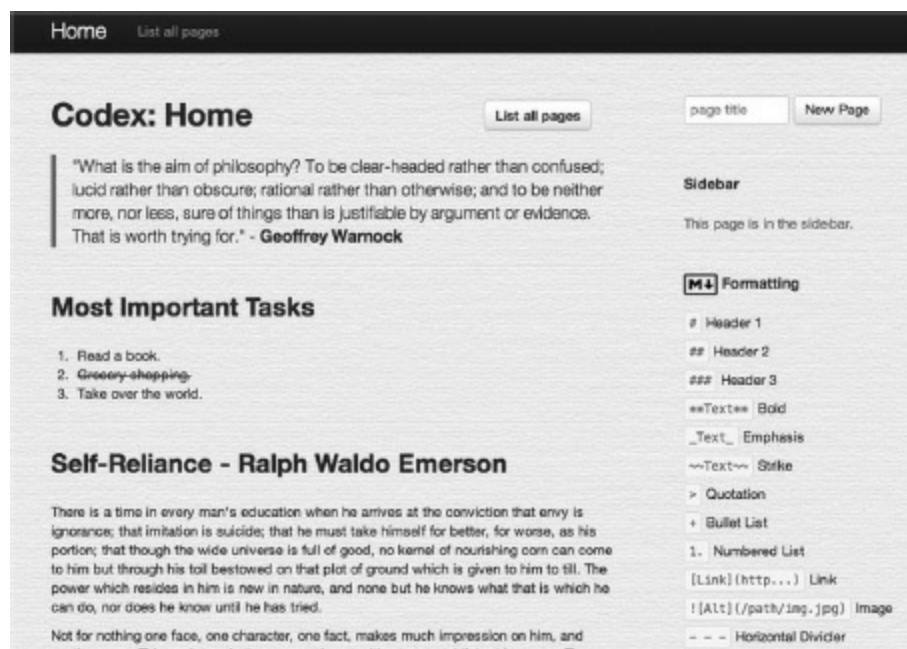 Home List all pages
Codex: Home
List all pages
"What is the aim of philosophy? To be clear-headed rather than confused;
lucid rather than obscure; rational rather than otherwise; and to be neither
more, nor less, sure of things than is justifiable by argument or evidence.
That is worth trying for." - Geoffrey Warnock
Most Important Tasks
1. Read a book.
2. Grocery shopping.
3. Take over the world.
Self-Reliance - Ralph Waldo Emerson
There is a time in every man's education when he arrives at the conviction that envy is
ignorance; that imitation is suicide; that he must take himself for better, for worse, as his
portion; that though the wide universe is full of good, no kernel of nourishing corn can come
to him but through his toil bestowed on that plot of ground which is given to him to till. The
power which resides in him is new in nature, and none but he knows what that is which he
can do, nor does he know until he has tried.
Not for nothing one face, one character, one fact, makes much impression on him, and
page title New Page
Sidebar
This page is in the sidebar.
M↓ Formatting
# Header 1
## Header 2
### Header 3
**Text** Bold
_Text_ Emphasis
~~Text~~ Strike
> Quotation
+ Bullet List
1. Numbered List
[Link](http...) Link
![Alt](/path/img.jpg) Image
- - - Horizontal Divider